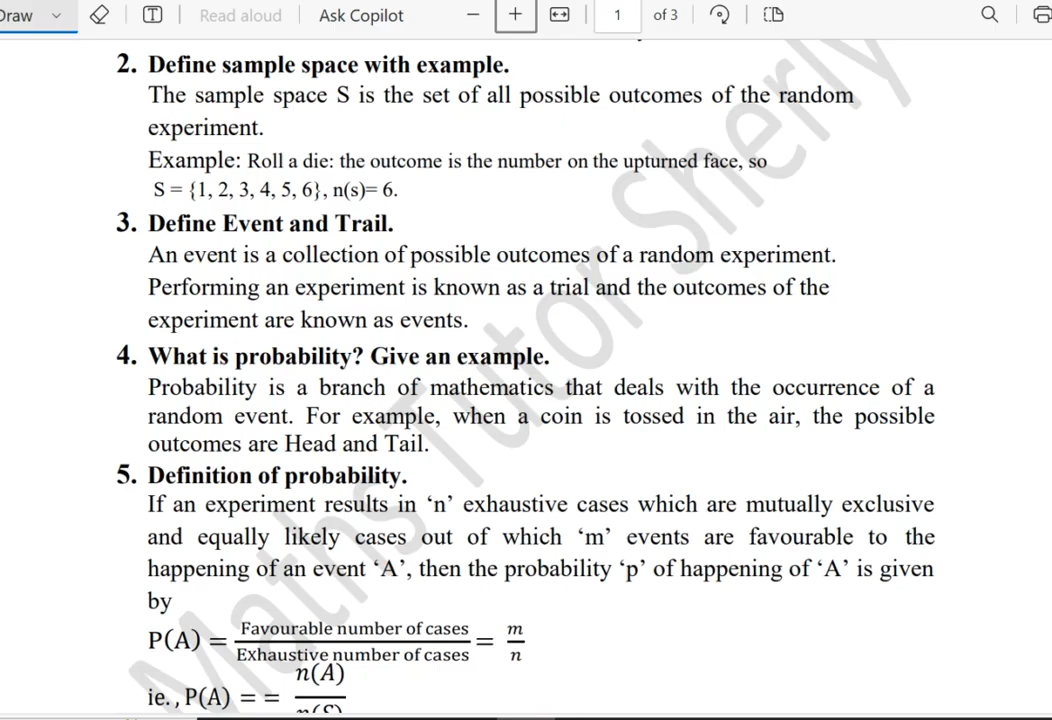 Draw
Read aloud
Ask Copilot
1 of 3
2. Define sample space with example.
The sample space S is the set of all possible outcomes of the random
experiment.
Example: Roll a die: the outcome is the number on the upturned face, so
S = {1, 2, 3, 4, 5, 6}, n(s)= 6.
3. Define Event and Trail.
An event is a collection of possible outcomes of a random experiment.
Performing an experiment is known as a trial and the outcomes of the
experiment are known as events.
4. What is probability? Give an example.
Probability is a branch of mathematics that deals with the occurrence of a
random event. For example, when a coin is tossed in the air, the possible
outcomes are Head and Tail.
5. Definition of probability.
If an experiment results in ‘n’ exhaustive cases which are mutually exclusive
and equally likely cases out of which ‘m’ events are favourable to the
happening of an event ‘A’, then the probability ‘p’ of happening of ‘A’ is given
by
P(A) = Favourable number of cases / Exhaustive number of cases = m / n
ie., P(A) = = n(A) / n(S)
Maths Tutor Sherly